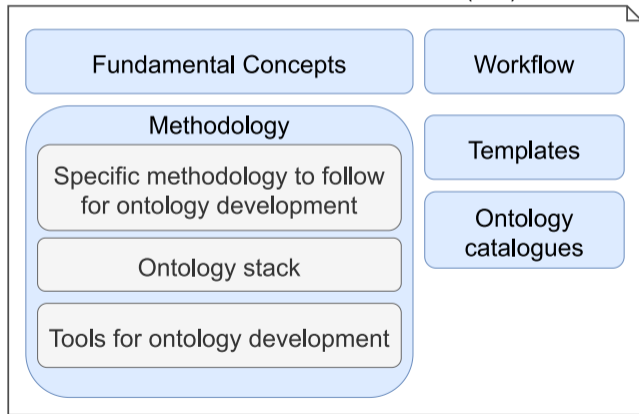 Fundamental Concepts
Workflow
Methodology
Specific methodology to follow
for ontology development
Ontology stack
Tools for ontology development
Templates
Ontology
catalogues